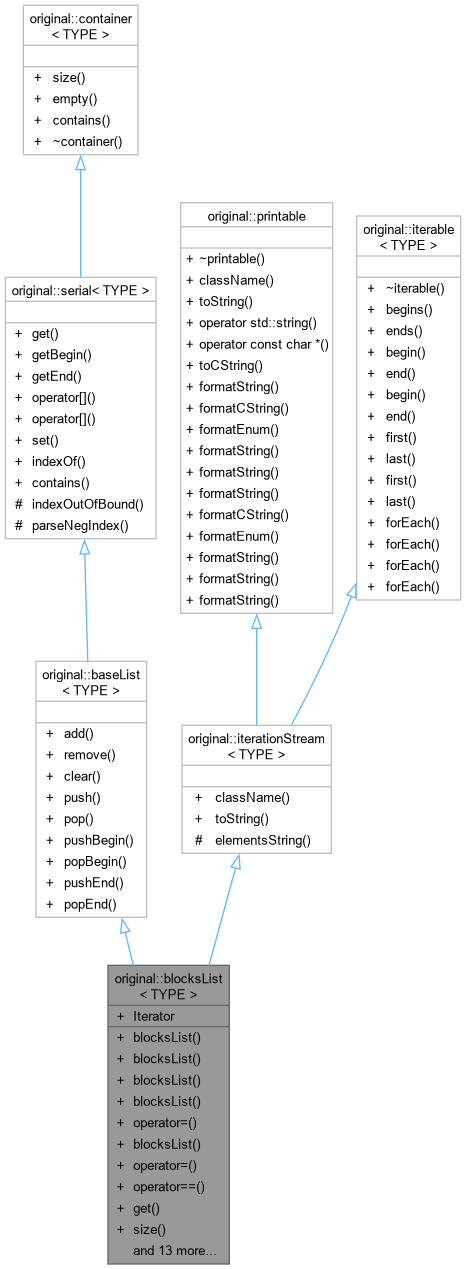 original::container
< TYPE >
+ size()
+ empty()
+ contains()
+ ~container()
original::serial< TYPE >
+ get()
+ getBegin()
+ getEnd()
+ operator[]()
+ operator[]()
+ set()
+ indexOf()
+ contains()
# indexOutOfBound()
# parseNegIndex()
original::printable
+ ~printable()
+ className()
+ toString()
+ operator std::string()
+ operator const char *()
+ toCString()
+ formatString()
+ formatCString()
+ formatEnum()
+ formatString()
+ formatString()
+ formatString()
+ formatCString()
+ formatEnum()
+ formatString()
+ formatString()
+ formatString()
original::iterable
< TYPE >
+ ~iterable()
+ begins()
+ ends()
+ begin()
+ end()
+ begin()
+ end()
+ first()
+ last()
+ first()
+ last()
+ forEach()
+ forEach()
+ forEach()
+ forEach()
original::baseList
< TYPE >
+ add()
+ remove()
+ clear()
+ push()
+ pop()
+ pushBegin()
+ popBegin()
+ pushEnd()
+ popEnd()
original::iterationStream
< TYPE >
+ className()
+ toString()
# elementsString()
original::blocksList
< TYPE >
+ Iterator
+ blocksList()
+ blocksList()
+ blocksList()
+ blocksList()
+ operator=()
+ blocksList()
+ operator=()
+ operator==()
+ get()
+ size()
and 13 more...